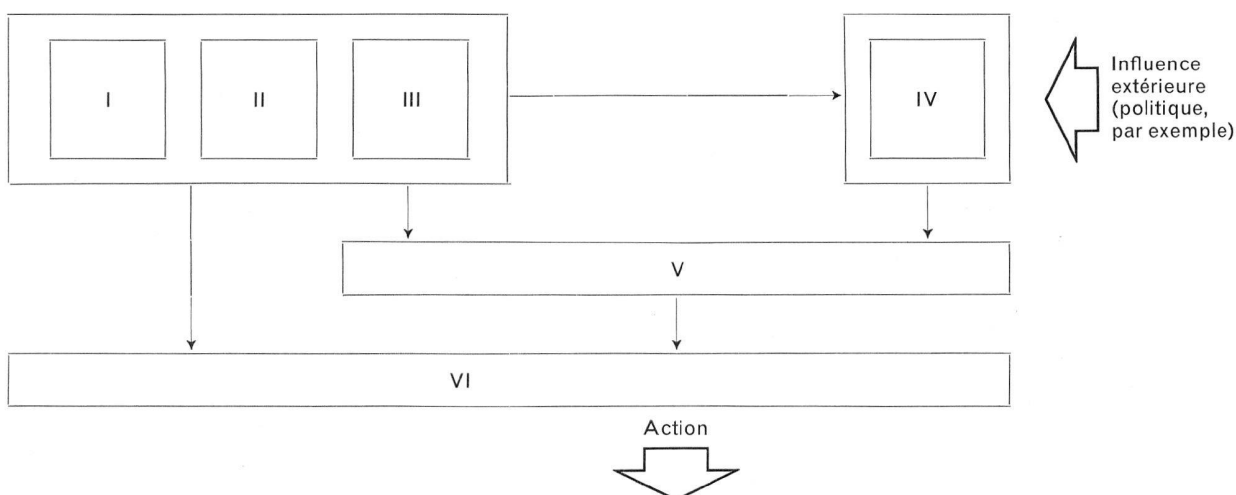 I
II
III
IV
Influence
extérieure
(politique,
par exemple)
V
VI
Action